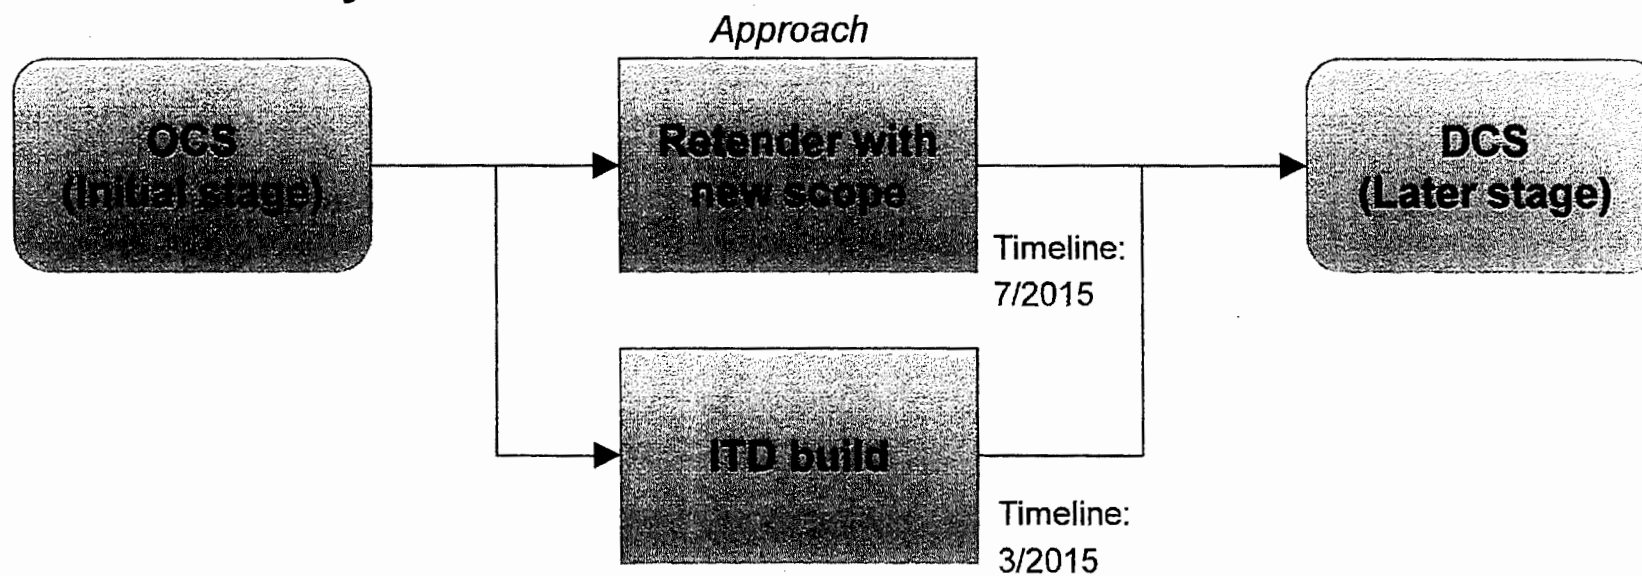 Approach
OCS
(Initial stage)
Retender with
new scope
Timeline:
7/2015
DCS
(Later stage)
ITD build
Timeline:
3/2015